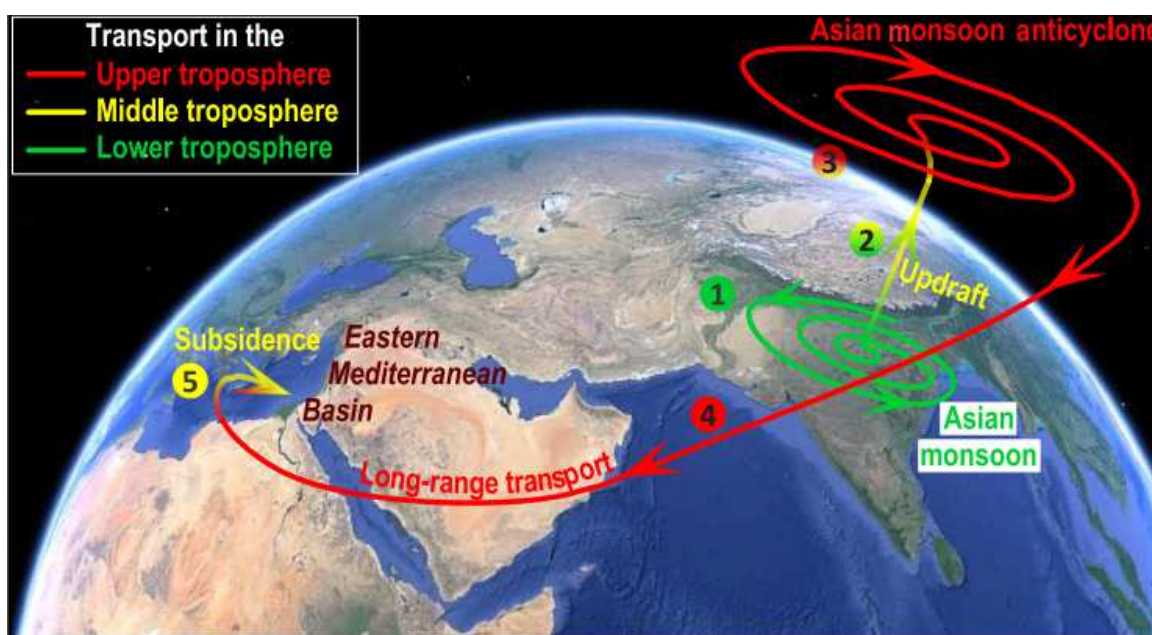 Transport in the
Upper troposphere
Middle troposphere
Lower troposphere
Asian monsoon anticyclone
3
2
Updraft
1
Subsidence
5
Eastern
Mediterranean
Basin
4
Asian
monsoon
Long-range transport